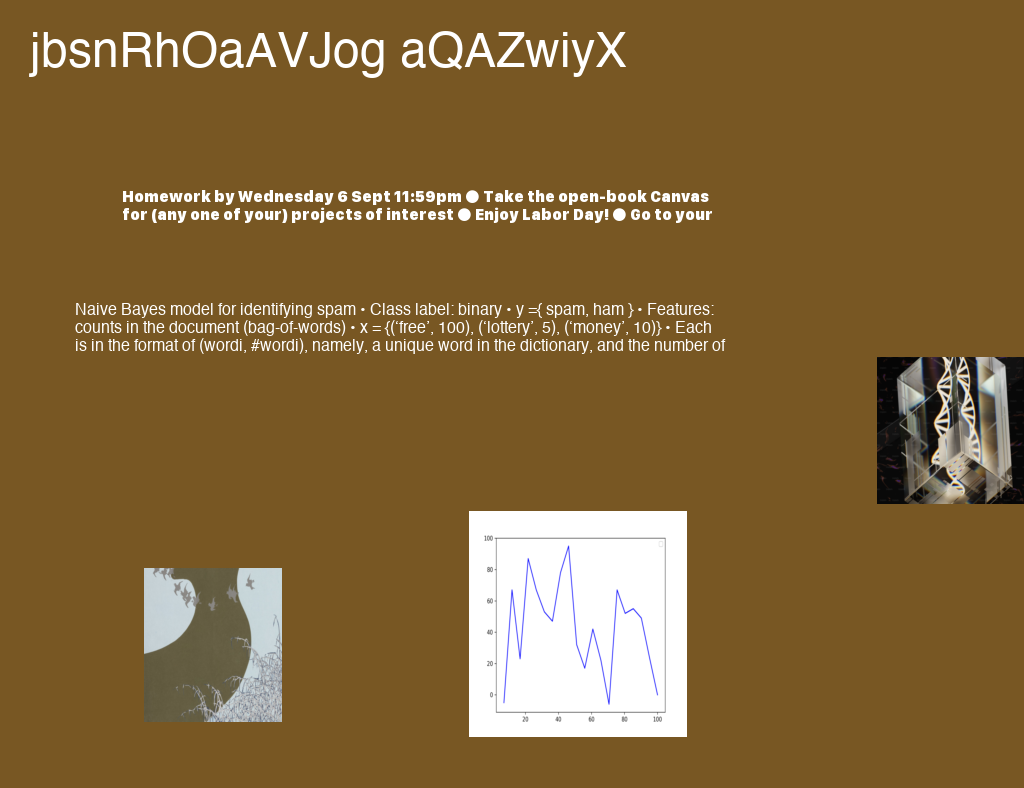 jbsnRhOaAVJog aQAZwiyX
Homework by Wednesday 6 Sept 11:59pm ● Take the open-book Canvas
for (any one of your) projects of interest ● Enjoy Labor Day! ● Go to your
Naive Bayes model for identifying spam • Class label: binary • y ={ spam, ham } • Features:
counts in the document (bag-of-words) • x = {(‘free’, 100), (‘lottery’, 5), (‘money’, 10)} • Each
is in the format of (wordi, #wordi), namely, a unique word in the dictionary, and the number of
100
80
60
40
20
0
20 40 60 80 100